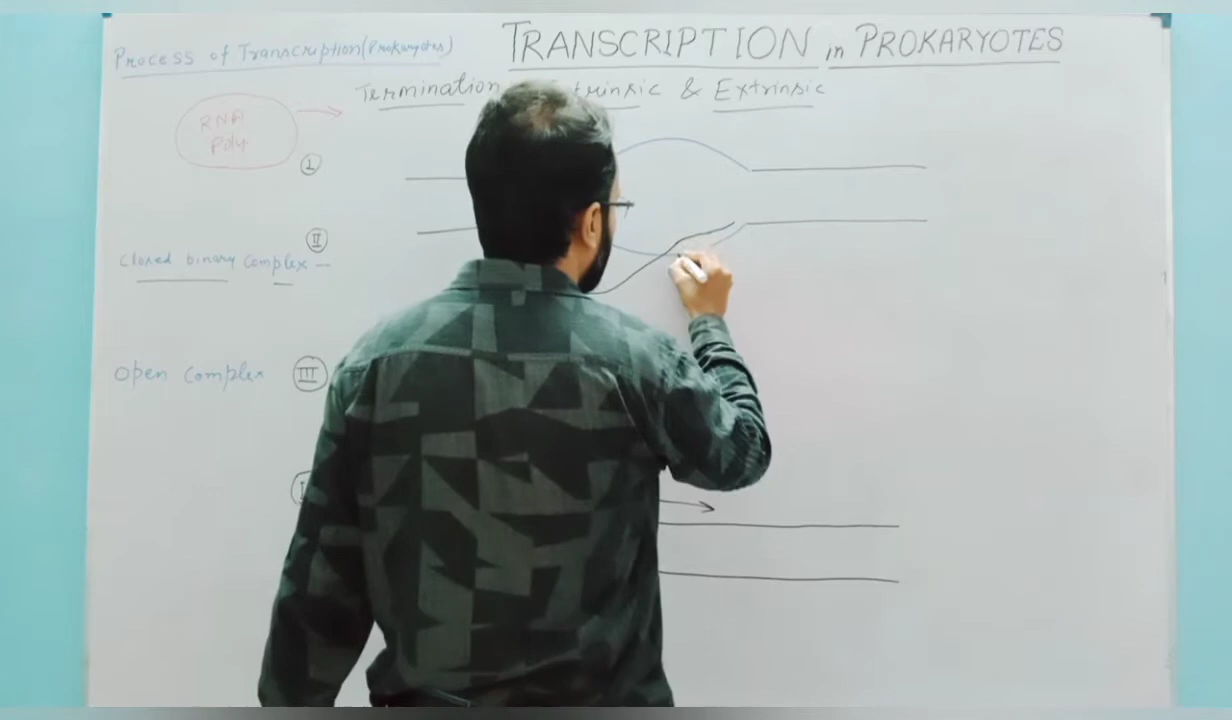 TRANSCRIPTION in PROKARYOTES
Process of Transcription (Prokaryotes)
Termination & Extrinsic
RNA
Poly
I
II
Closed binary complex –
Open complex
III